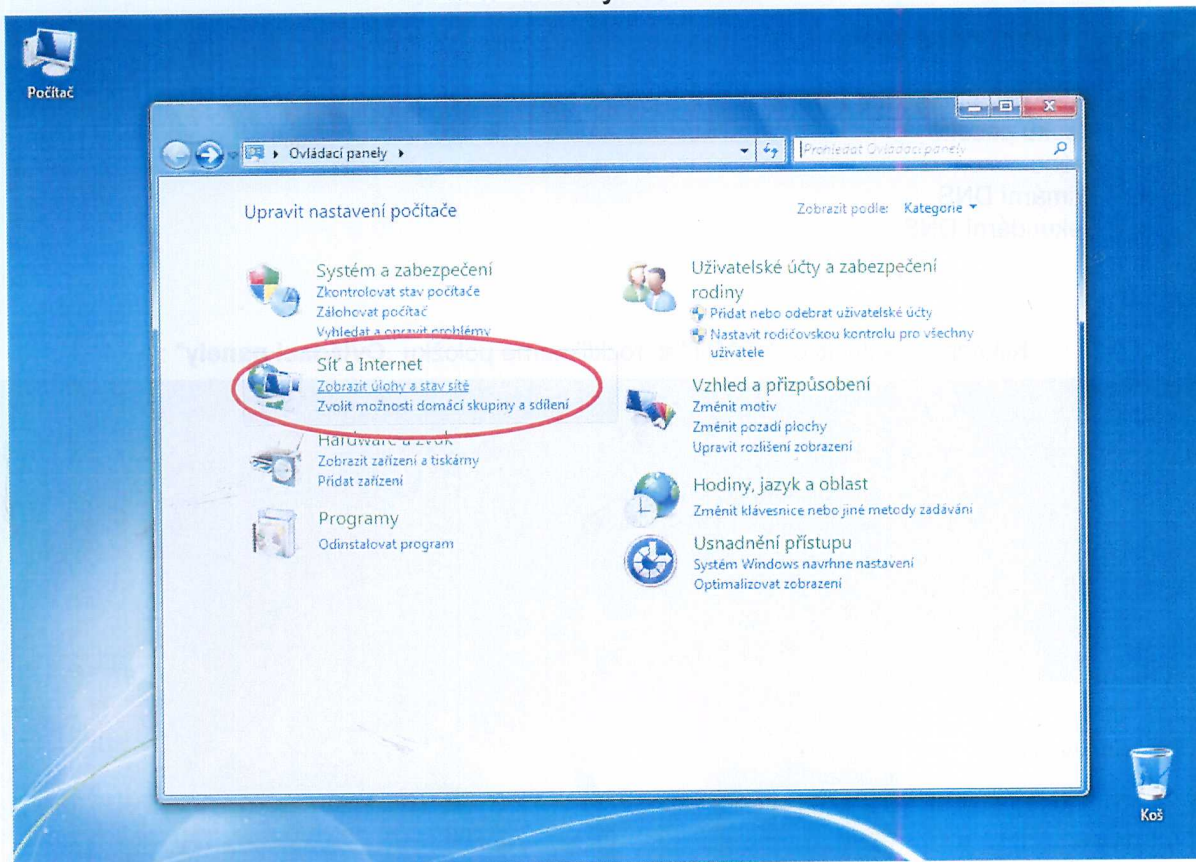 Počítač
Ovládací panely
Prohledat Ovládací panely
Upravit nastavení počítače
Zobrazit podle: Kategorie
Systém a zabezpečení
Zkontrolovat stav počítače
Zálohovat počítač
Vyhledat a opravit problémy
Síť a Internet
Zobrazit úlohy a stav sítě
Zvolit možnosti domácí skupiny a sdílení
Hardware a zvuk
Zobrazit zařízení a tiskárny
Přidat zařízení
Programy
Odinstalovat program
Uživatelské účty a zabezpečení
rodiny
Přidat nebo odebrat uživatelské účty
Nastavit rodičovskou kontrolu pro všechny
uživatele
Vzhled a přizpůsobení
Změnit motiv
Změnit pozadí plochy
Upravit rozlišení zobrazení
Hodiny, jazyk a oblast
Změnit klávesnice nebo jiné metody zadávání
Usnadnění přístupu
Systém Windows navrhne nastavení
Optimalizovat zobrazení
Koš